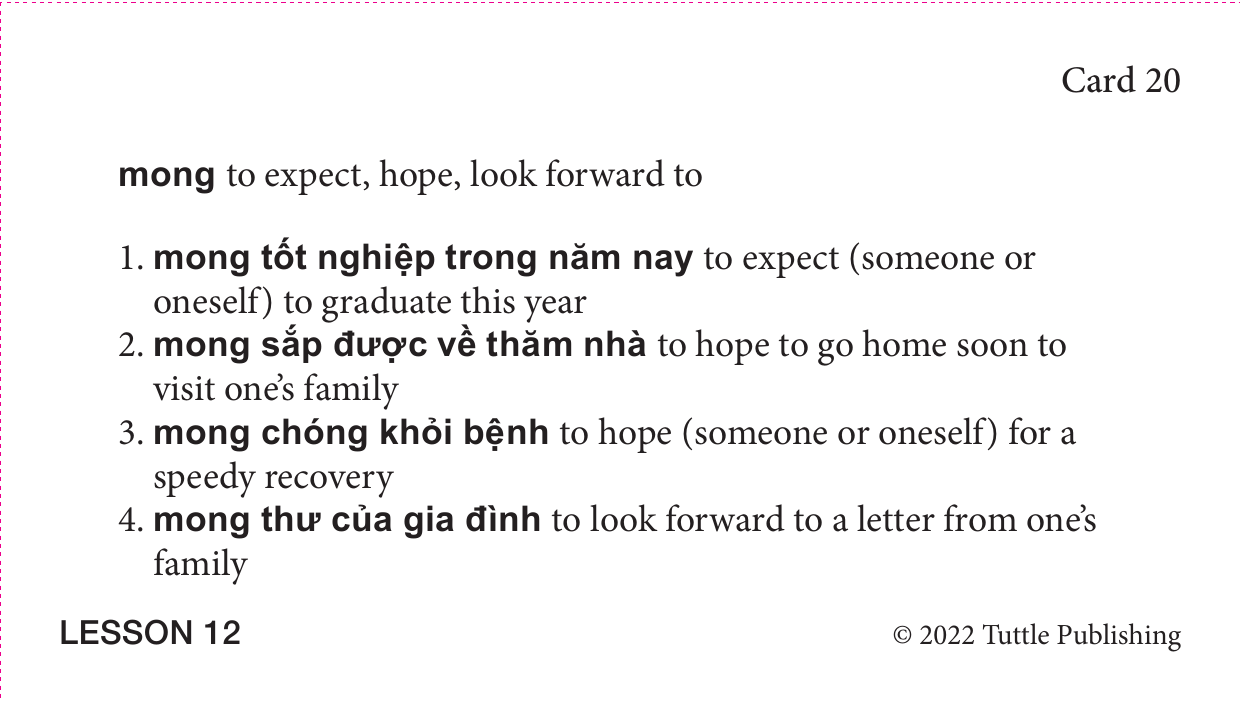 Card 20
mong to expect, hope, look forward to
1. mong tốt nghiệp trong năm nay to expect (someone or
oneself) to graduate this year
2. mong sắp được về thăm nhà to hope to go home soon to
visit one’s family
3. mong chóng khỏi bệnh to hope (someone or oneself) for a
speedy recovery
4. mong thư của gia đình to look forward to a letter from one’s
family
LESSON 12
© 2022 Tuttle Publishing